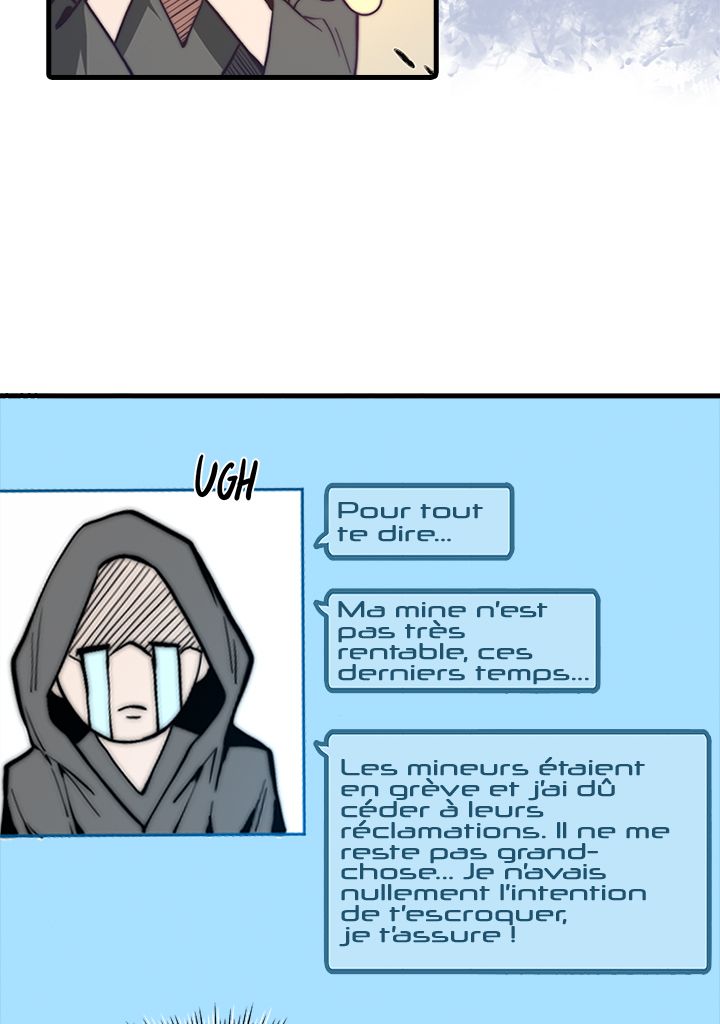 UGH
Pour tout
te dire...
Ma mine n'est
pas très
rentable, ces
derniers temps...
Les mineurs étaient
en grève et j'ai dû
céder à leurs
réclamations. Il ne me
reste pas grand-
chose... Je n'avais
nullement l'intention
de t'escroquer,
je t'assure !